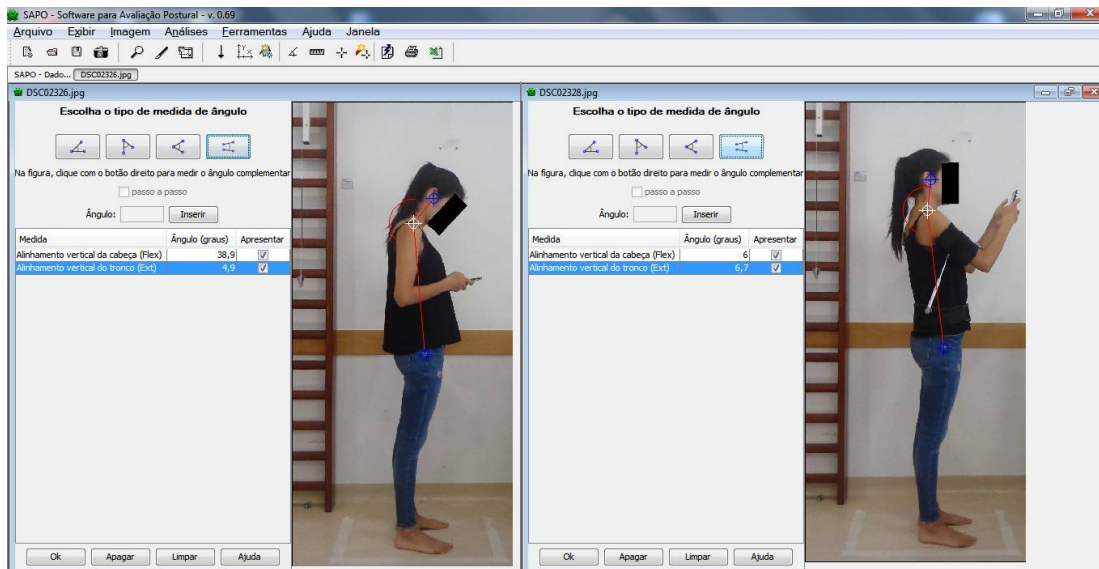 SAPO - Software para Avaliação Postural - v. 0.69
Arquivo Exibir Imagem Análises Ferramentas Ajuda Janela
SAPO - Dado... DSC02326.jpg
DSC02326.jpg
Escolha o tipo de medida de ângulo
Na figura, clique com o botão direito para medir o ângulo complementar
passo a passo
Ângulo: Inserir
Medida Ângulo (graus) Apresentar
Alinhamento vertical da cabeça (Flex) 38,9
Alinhamento vertical do tronco (Ext) 4,9
Ok Apagar Limpar Ajuda
DSC02328.jpg
Escolha o tipo de medida de ângulo
Na figura, clique com o botão direito para medir o ângulo complementar
passo a passo
Ângulo: Inserir
Medida Ângulo (graus) Apresentar
Alinhamento vertical da cabeça (Flex) 6
Alinhamento vertical do tronco (Ext) 6,7
Ok Apagar Limpar Ajuda